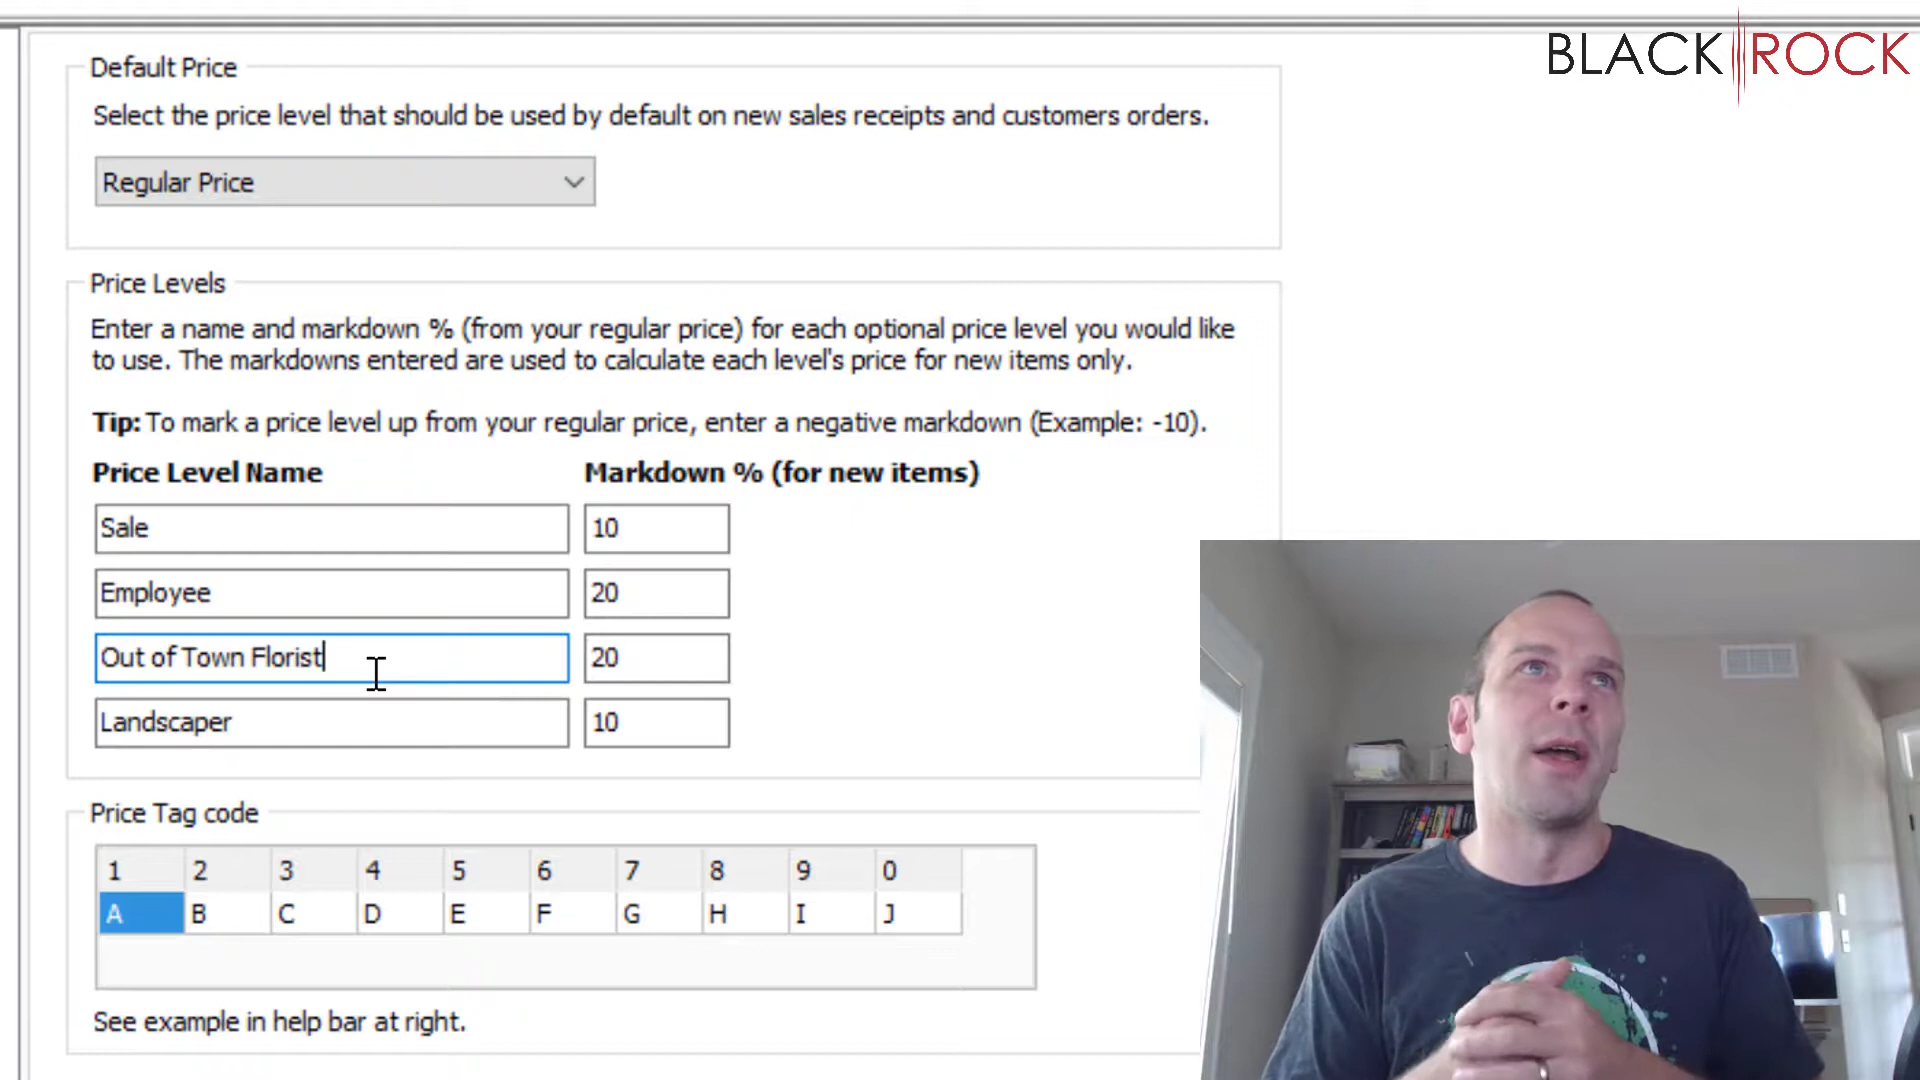 BLACK ROCK
Default Price
Select the price level that should be used by default on new sales receipts and customers orders.
Regular Price
Price Levels
Enter a name and markdown % (from your regular price) for each optional price level you would like
to use. The markdowns entered are used to calculate each level's price for new items only.
Tip: To mark a price level up from your regular price, enter a negative markdown (Example: -10).
Price Level Name Markdown % (for new items)
Sale 10
Employee 20
Out of Town Florist 20
Landscaper 10
Price Tag code
1 2 3 4 5 6 7 8 9 0
A B C D E F G H I J
See example in help bar at right.